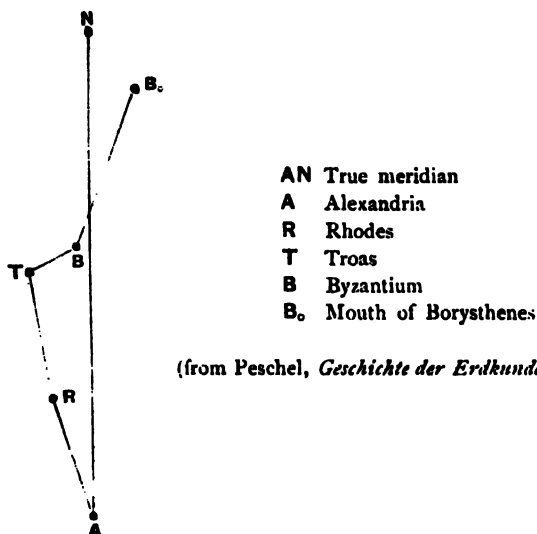 N
B₀
T
B
R
A
AN True meridian
A Alexandria
R Rhodes
T Troas
B Byzantium
B₀ Mouth of Borysthenes
(from Peschel, Geschichte der Erdkunde